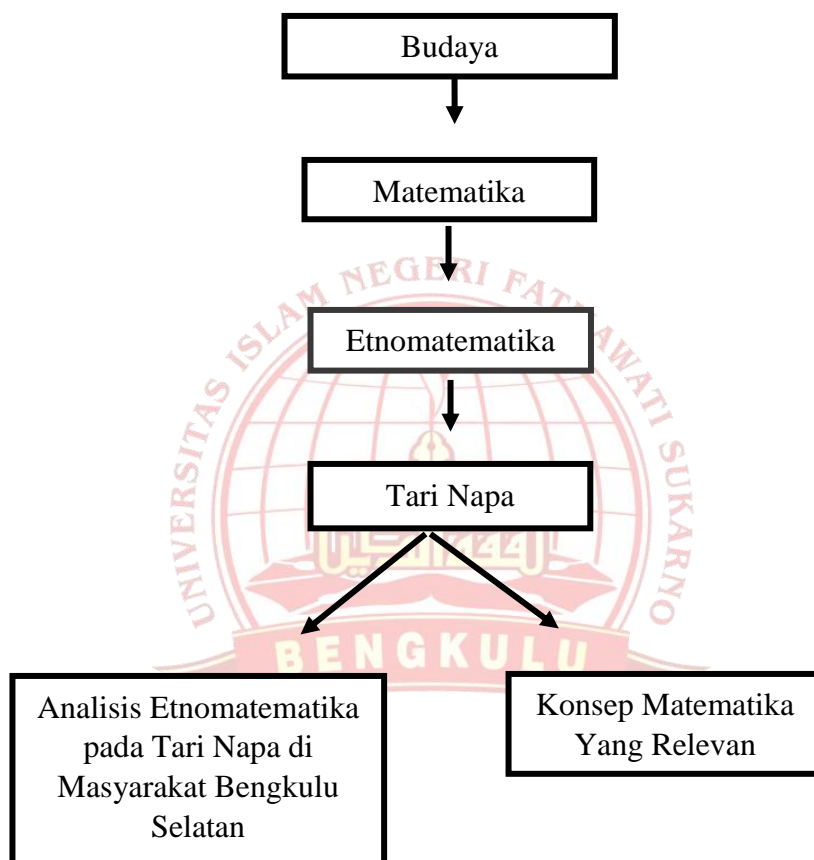 Budaya
Matematika
UNIVERSITAS ISLAM NEGERI FATMAWATI SUKARNO
Etnomatematika
Tari Napa
BENGKULU
Analisis Etnomatematika
pada Tari Napa di
Masyarakat Bengkulu
Selatan
Konsep Matematika
Yang Relevan